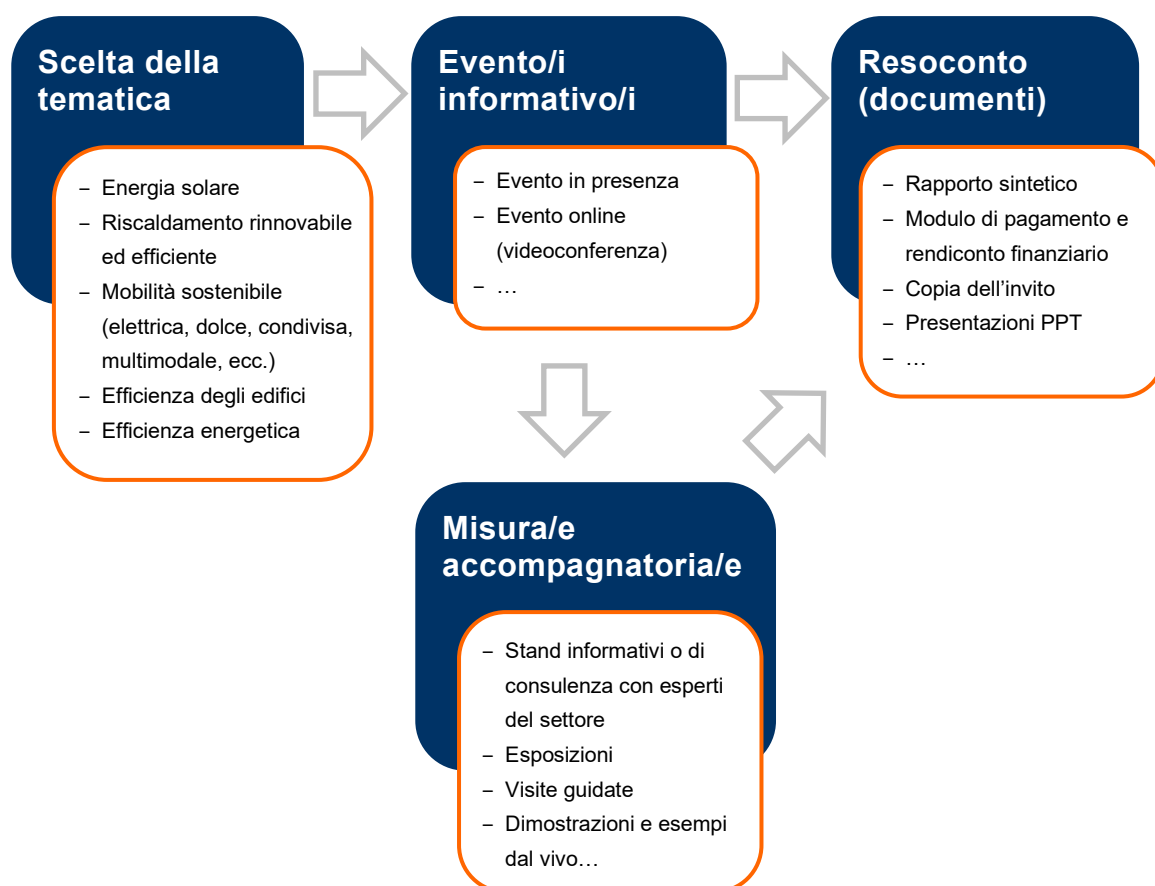 Scelta della
tematica
– Energia solare
– Riscaldamento rinnovabile
ed efficiente
– Mobilità sostenibile
(elettrica, dolce, condivisa,
multimodale, ecc.)
– Efficienza degli edifici
– Efficienza energetica
Evento/i
informativo/i
– Evento in presenza
– Evento online
(videoconferenza)
– …
Resoconto
(documenti)
– Rapporto sintetico
– Modulo di pagamento e
rendiconto finanziario
– Copia dell’invito
– Presentazioni PPT
– …
Misura/e
accompagnatoria/e
– Stand informativi o di
consulenza con esperti
del settore
– Esposizioni
– Visite guidate
– Dimostrazioni e esempi
dal vivo…